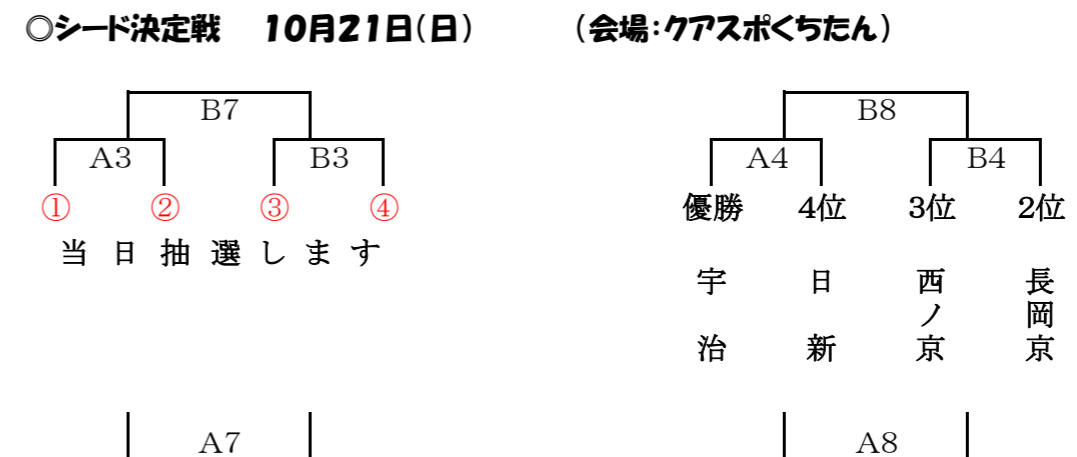 ◎シード決定戦 10月21日(日) (会場:クアスポくちたん)
B7 B8
A3 B3 A4 B4
① ② ③ ④ 優勝 4位 3位 2位
当日抽選します
宇治 日新 西ノ京 長岡京
A7 A8